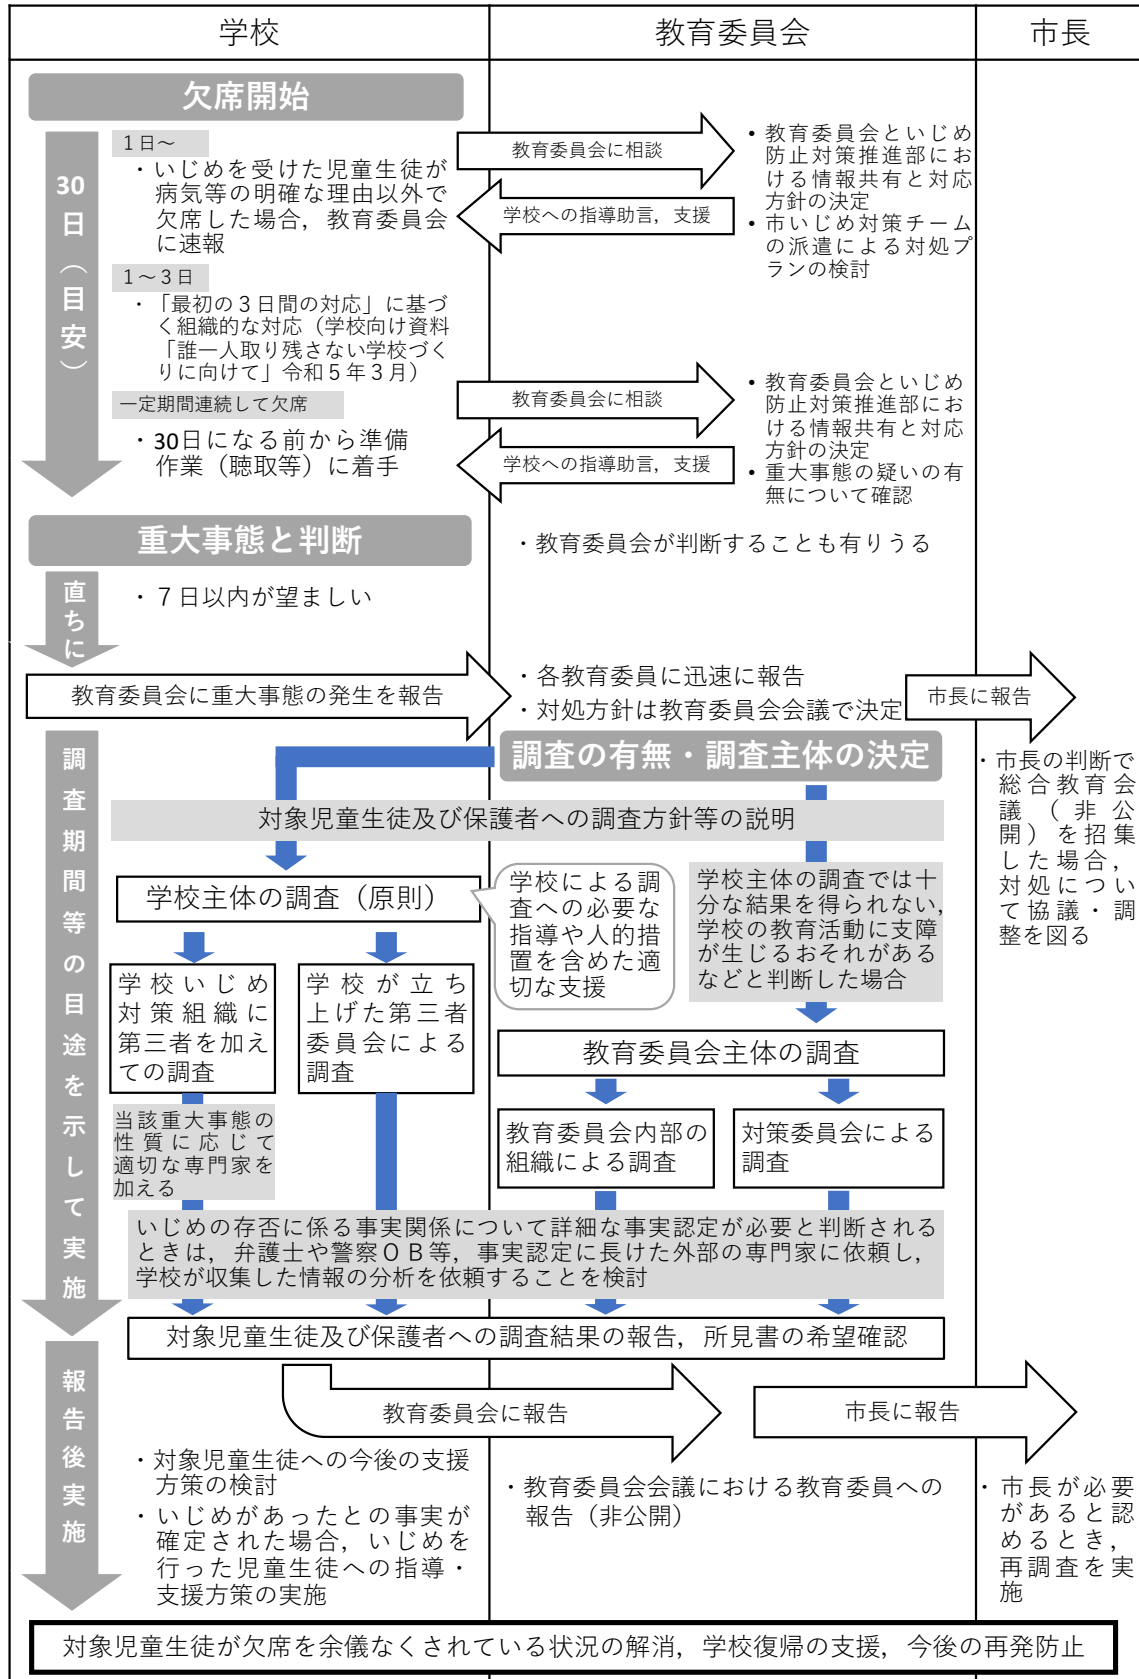 学校
教育委員会
市長
欠席開始
30日（目安）
１日～
・いじめを受けた児童生徒が
病気等の明確な理由以外で
欠席した場合，教育委員会
に速報
教育委員会に相談
学校への指導助言，支援
• 教育委員会といじめ
防止対策推進部にお
ける情報共有と対応
方針の決定
• 市いじめ対策チーム
の派遣による対処プ
ランの検討
１～３日
・「最初の３日間の対応」に基づ
く組織的な対応（学校向け資料
「誰一人取り残さない学校づく
りに向けて」令和５年３月）
一定期間連続して欠席
・30日になる前から準備
作業（聴取等）に着手
教育委員会に相談
学校への指導助言，支援
• 教育委員会といじめ
防止対策推進部にお
ける情報共有と対応
方針の決定
• 重大事態の疑いの有
無について確認
重大事態と判断
・教育委員会が判断することも有りうる
直ちに
・７日以内が望ましい
教育委員会に重大事態の発生を報告
・各教育委員に迅速に報告
・対処方針は教育委員会会議で決定
市長に報告
調査期間等の目途を示して実施
調査の有無・調査主体の決定
・市長の判断で
総合教育会
議（非公
開）を招集
した場合，
対処につい
て協議・調
整を図る
対象児童生徒及び保護者への調査方針等の説明
学校主体の調査（原則）
学校による調
査への必要な
指導や人的措
置を含めた適
切な支援
学校主体の調査では十
分な結果を得られない，
学校の教育活動に支障
が生じるおそれがある
などと判断した場合
学校いじめ
対策組織に
第三者を加え
ての調査
学校が立ち
上げた第三者
委員会による
調査
教育委員会主体の調査
当該重大事態の
性質に応じて
適切な専門家を
加える
教育委員会内部の
組織による調査
対策委員会による
調査
いじめの存否に係る事実関係について詳細な事実認定が必要と判断される
ときは，弁護士や警察ＯＢ等，事実認定に長けた外部の専門家に依頼し，
学校が収集した情報の分析を依頼することを検討
対象児童生徒及び保護者への調査結果の報告，所見書の希望確認
報告後実施
教育委員会に報告
市長に報告
・対象児童生徒への今後の支援
方策の検討
・いじめがあったとの事実が
確定された場合，いじめを
行った児童生徒への指導・
支援方策の実施
・教育委員会会議における教育委員への
報告（非公開）
・市長が必要
があると認
めるとき，
再調査を実
施
対象児童生徒が欠席を余儀なくされている状況の解消，学校復帰の支援，今後の再発防止